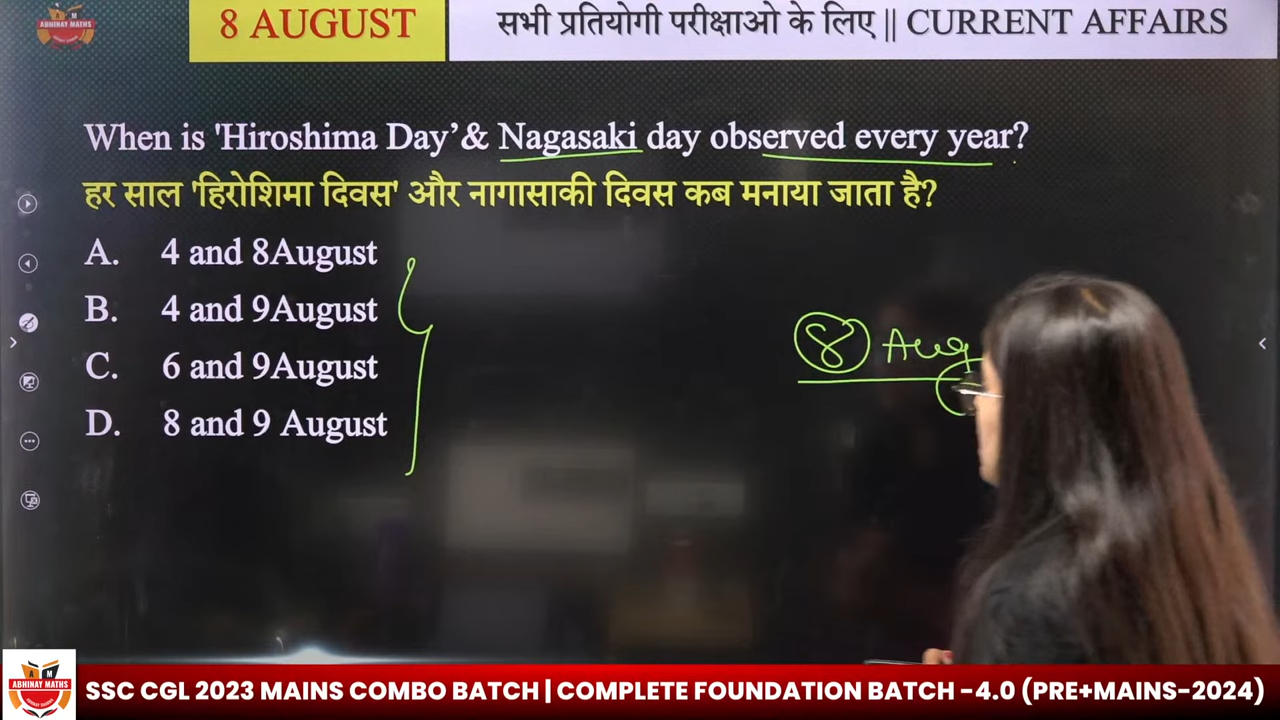 ABHINAY MATHS
8 AUGUST
सभी प्रतियोगी परीक्षाओ के लिए || CURRENT AFFAIRS
When is 'Hiroshima Day’& Nagasaki day observed every year?
हर साल 'हिरोशिमा दिवस' और नागासाकी दिवस कब मनाया जाता है?
A. 4 and 8August
B. 4 and 9August
C. 6 and 9August
D. 8 and 9 August
8 Aug
A M
ABHINAY MATHS
SSC CGL 2023 MAINS COMBO BATCH | COMPLETE FOUNDATION BATCH -4.0 (PRE+MAINS-2024)